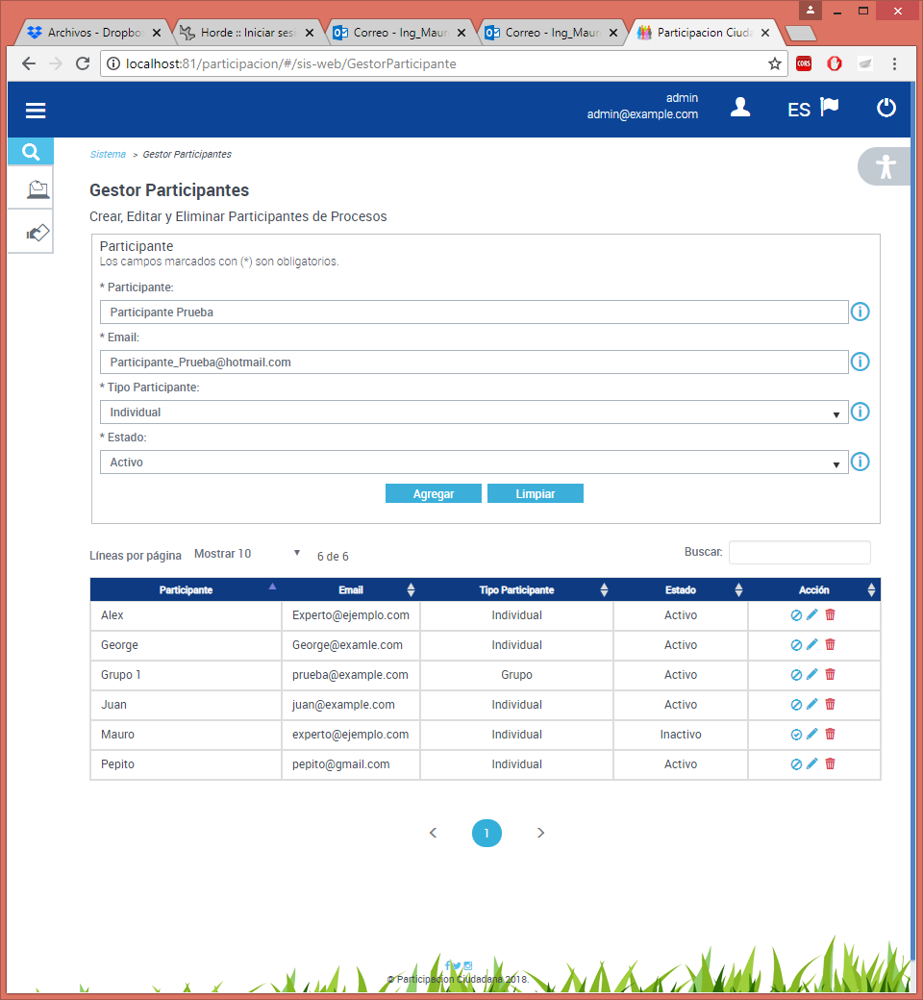 Archivos - Dropbo
Horde :: Iniciar sesi
Correo - Ing_Maur
Correo - Ing_Maur
Participacion Ciuda
localhost:81/participacion/#/sis-web/GestorParticipante
CORS
admin
admin@example.com
ES
Sistema > Gestor Participantes
Gestor Participantes
Crear, Editar y Eliminar Participantes de Procesos
Participante
Los campos marcados con (*) son obligatorios.
* Participante:
Participante Prueba
* Email:
Participante_Prueba@hotmail.com
* Tipo Participante:
Individual
* Estado:
Activo
Agregar Limpiar
Líneas por página Mostrar 10 6 de 6 Buscar:
Participante Email Tipo Participante Estado Acción
Alex Experto@ejemplo.com Individual Activo
George George@examle.com Individual Activo
Grupo 1 prueba@example.com Grupo Activo
Juan juan@example.com Individual Activo
Mauro experto@ejemplo.com Individual Inactivo
Pepito pepito@gmail.com Individual Activo
< 1 >
© Participacion Ciudadana 2018.